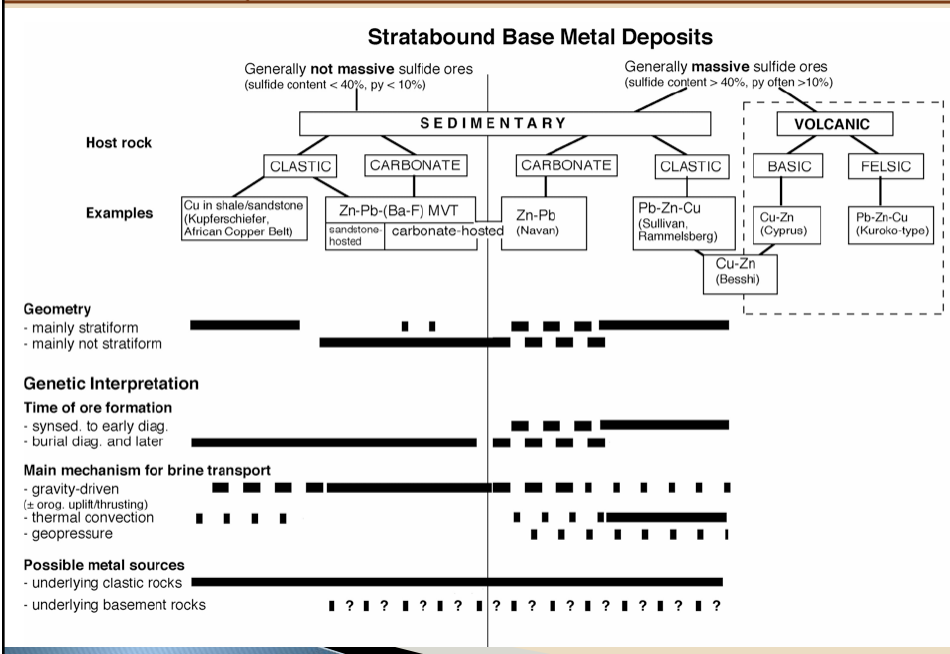 Stratabound Base Metal Deposits
Generally not massive sulfide ores
(sulfide content < 40%, py < 10%)
Generally massive sulfide ores
(sulfide content > 40%, py often >10%)
Host rock
SEDIMENTARY
VOLCANIC
CLASTIC
CARBONATE
CARBONATE
CLASTIC
BASIC
FELSIC
Examples
Cu in shale/sandstone
(Kupferschiefer,
African Copper Belt)
Zn-Pb-(Ba-F) MVT
sandstone-
hosted
carbonate-hosted
Zn-Pb
(Navan)
Pb-Zn-Cu
(Sullivan,
Rammelsberg)
Cu-Zn
(Cyprus)
Pb-Zn-Cu
(Kuroko-type)
Cu-Zn
(Besshi)
Geometry
- mainly stratiform
- mainly not stratiform
Genetic Interpretation
Time of ore formation
- synsed. to early diag.
- burial diag. and later
Main mechanism for brine transport
- gravity-driven
(± orog. uplift/thrusting)
- thermal convection
- geopressure
Possible metal sources
- underlying clastic rocks
- underlying basement rocks
? ? ? ? ? ? ? ? ? ? ?